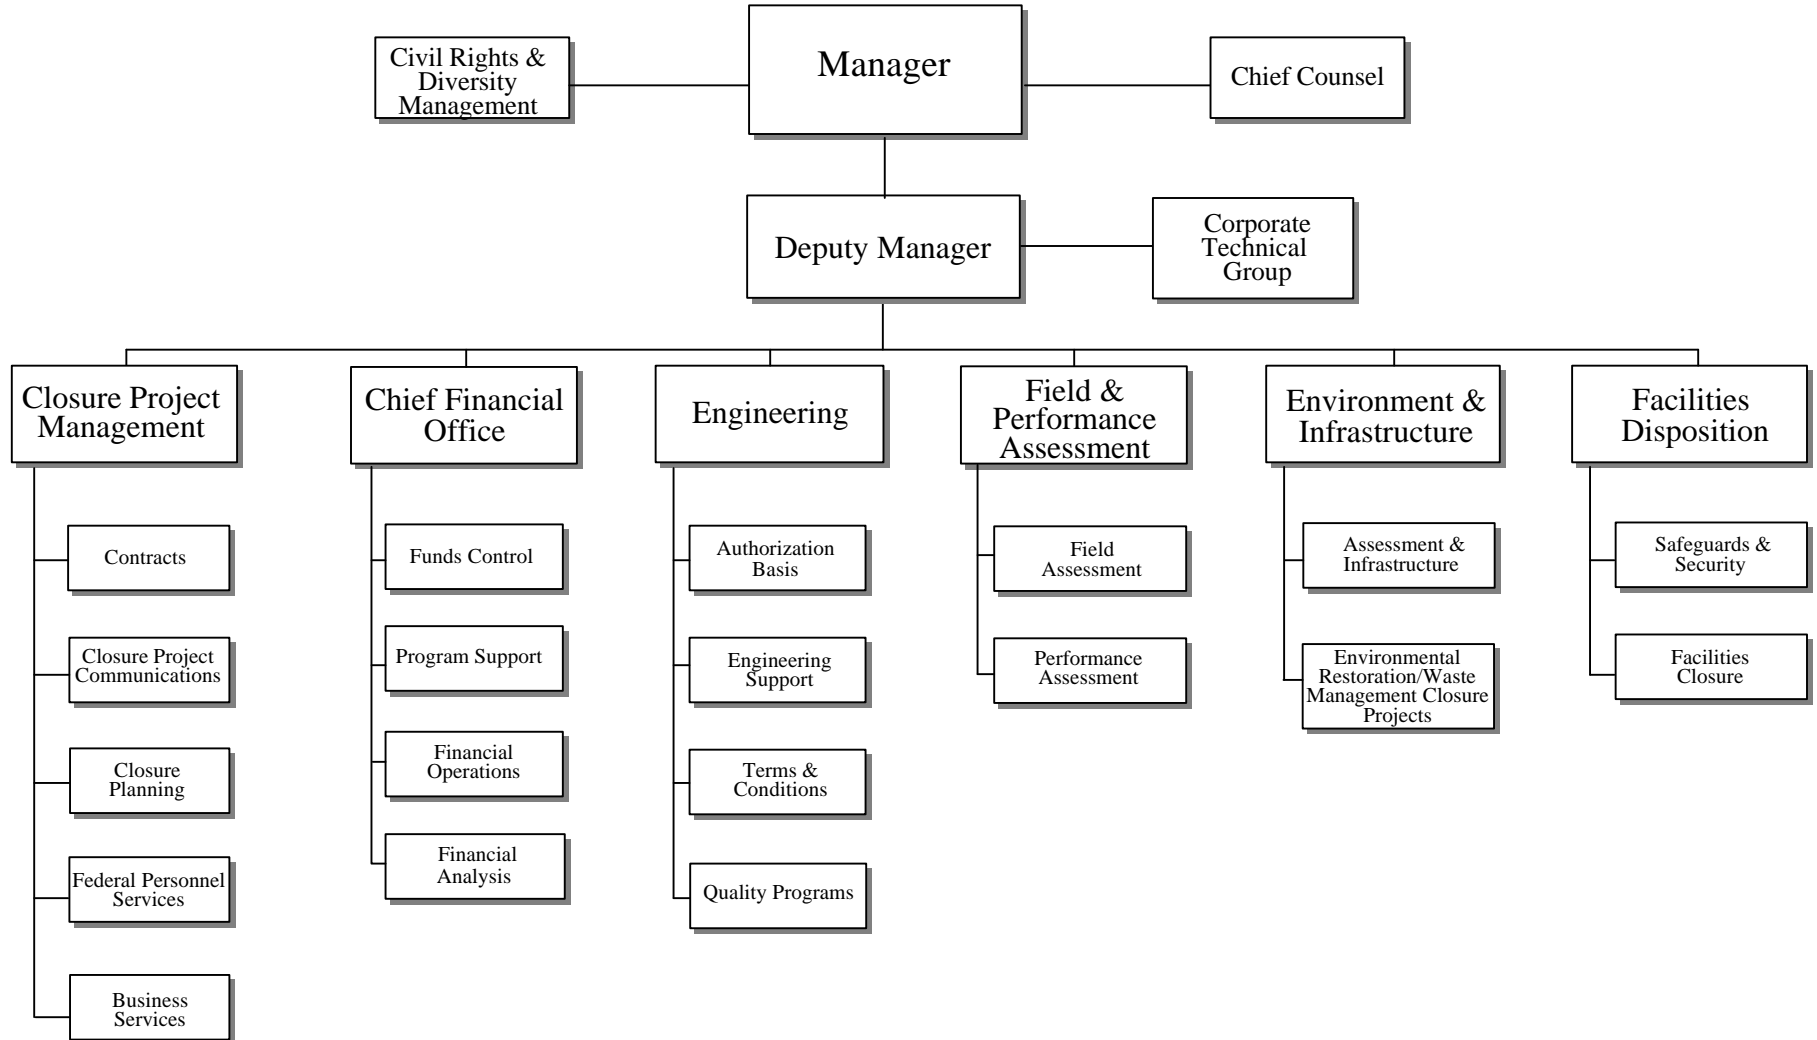 Civil Rights &
Diversity
Management
Manager
Chief Counsel
Deputy Manager
Corporate
Technical
Group
Closure Project
Management
Chief Financial
Office
Engineering
Field &
Performance
Assessment
Environment &
Infrastructure
Facilities
Disposition
Contracts
Closure Project
Communications
Closure
Planning
Federal Personnel
Services
Business
Services
Funds Control
Program Support
Financial
Operations
Financial
Analysis
Authorization
Basis
Engineering
Support
Terms &
Conditions
Quality Programs
Field
Assessment
Performance
Assessment
Assessment &
Infrastructure
Environmental
Restoration/Waste
Management Closure
Projects
Safeguards &
Security
Facilities
Closure